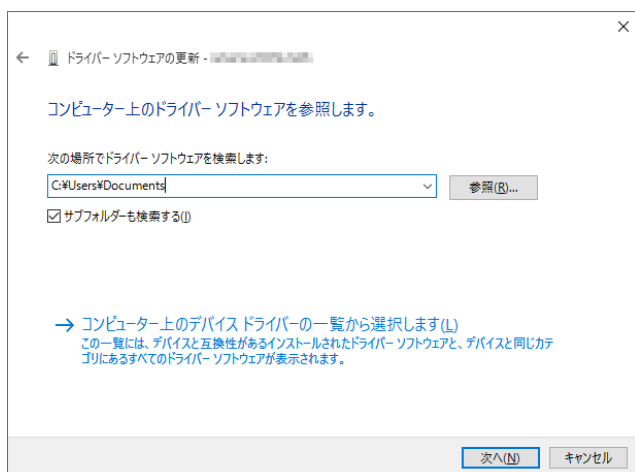 ドライバー ソフトウェアの更新 -
コンピューター上のドライバー ソフトウェアを参照します。
次の場所でドライバー ソフトウェアを検索します:
C:¥Users¥Documents
参照(R)...
サブフォルダーも検索する(I)
コンピューター上のデバイス ドライバーの一覧から選択します(L)
この一覧には、デバイスと互換性があるインストールされたドライバー ソフトウェアと、デバイスと同じカテ
ゴリにあるすべてのドライバー ソフトウェアが表示されます。
次へ(N)
キャンセル